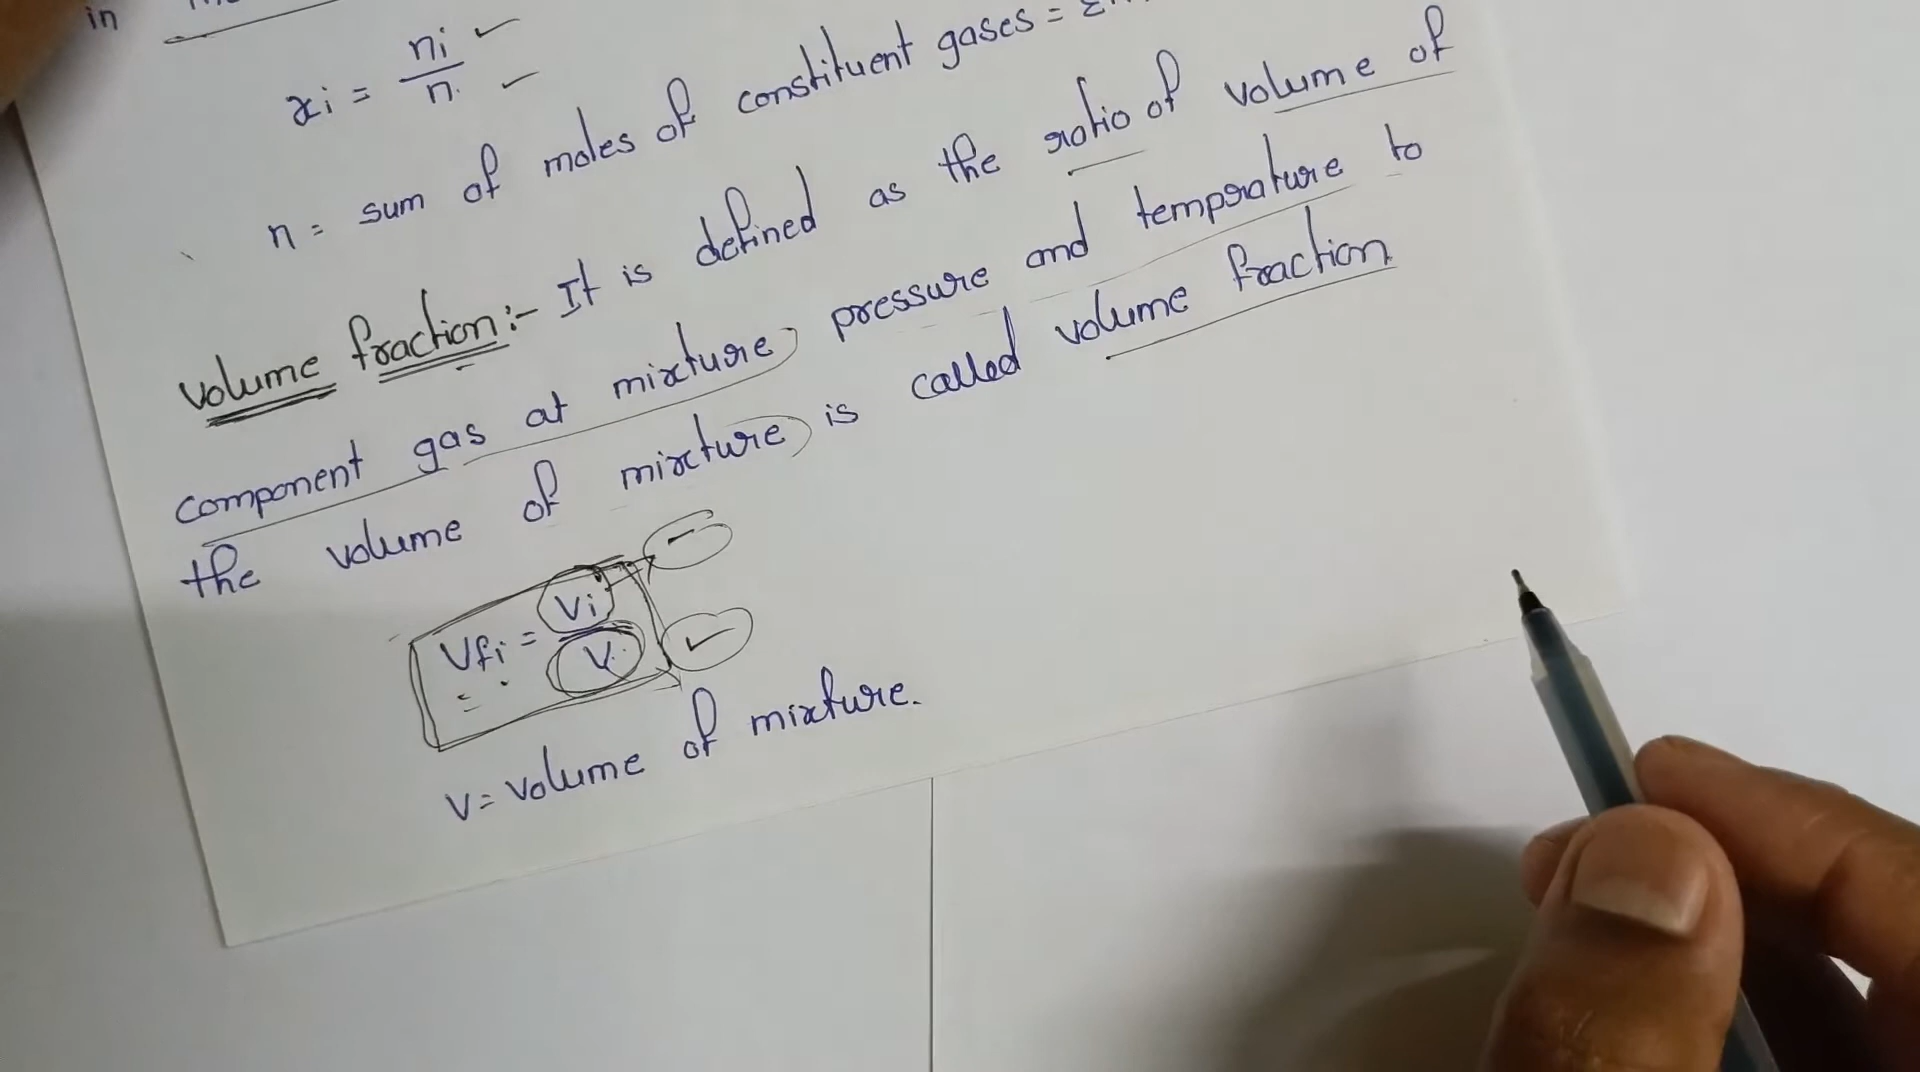 in
xi = ni/n
n = sum of moles of constituent gases = Σ
volume fraction:- It is defined as the ratio of volume of
component gas at mixture pressure and temprature to
the volume of mixture is called volume fraction
Vfi = Vi/V
V = volume of mixture.